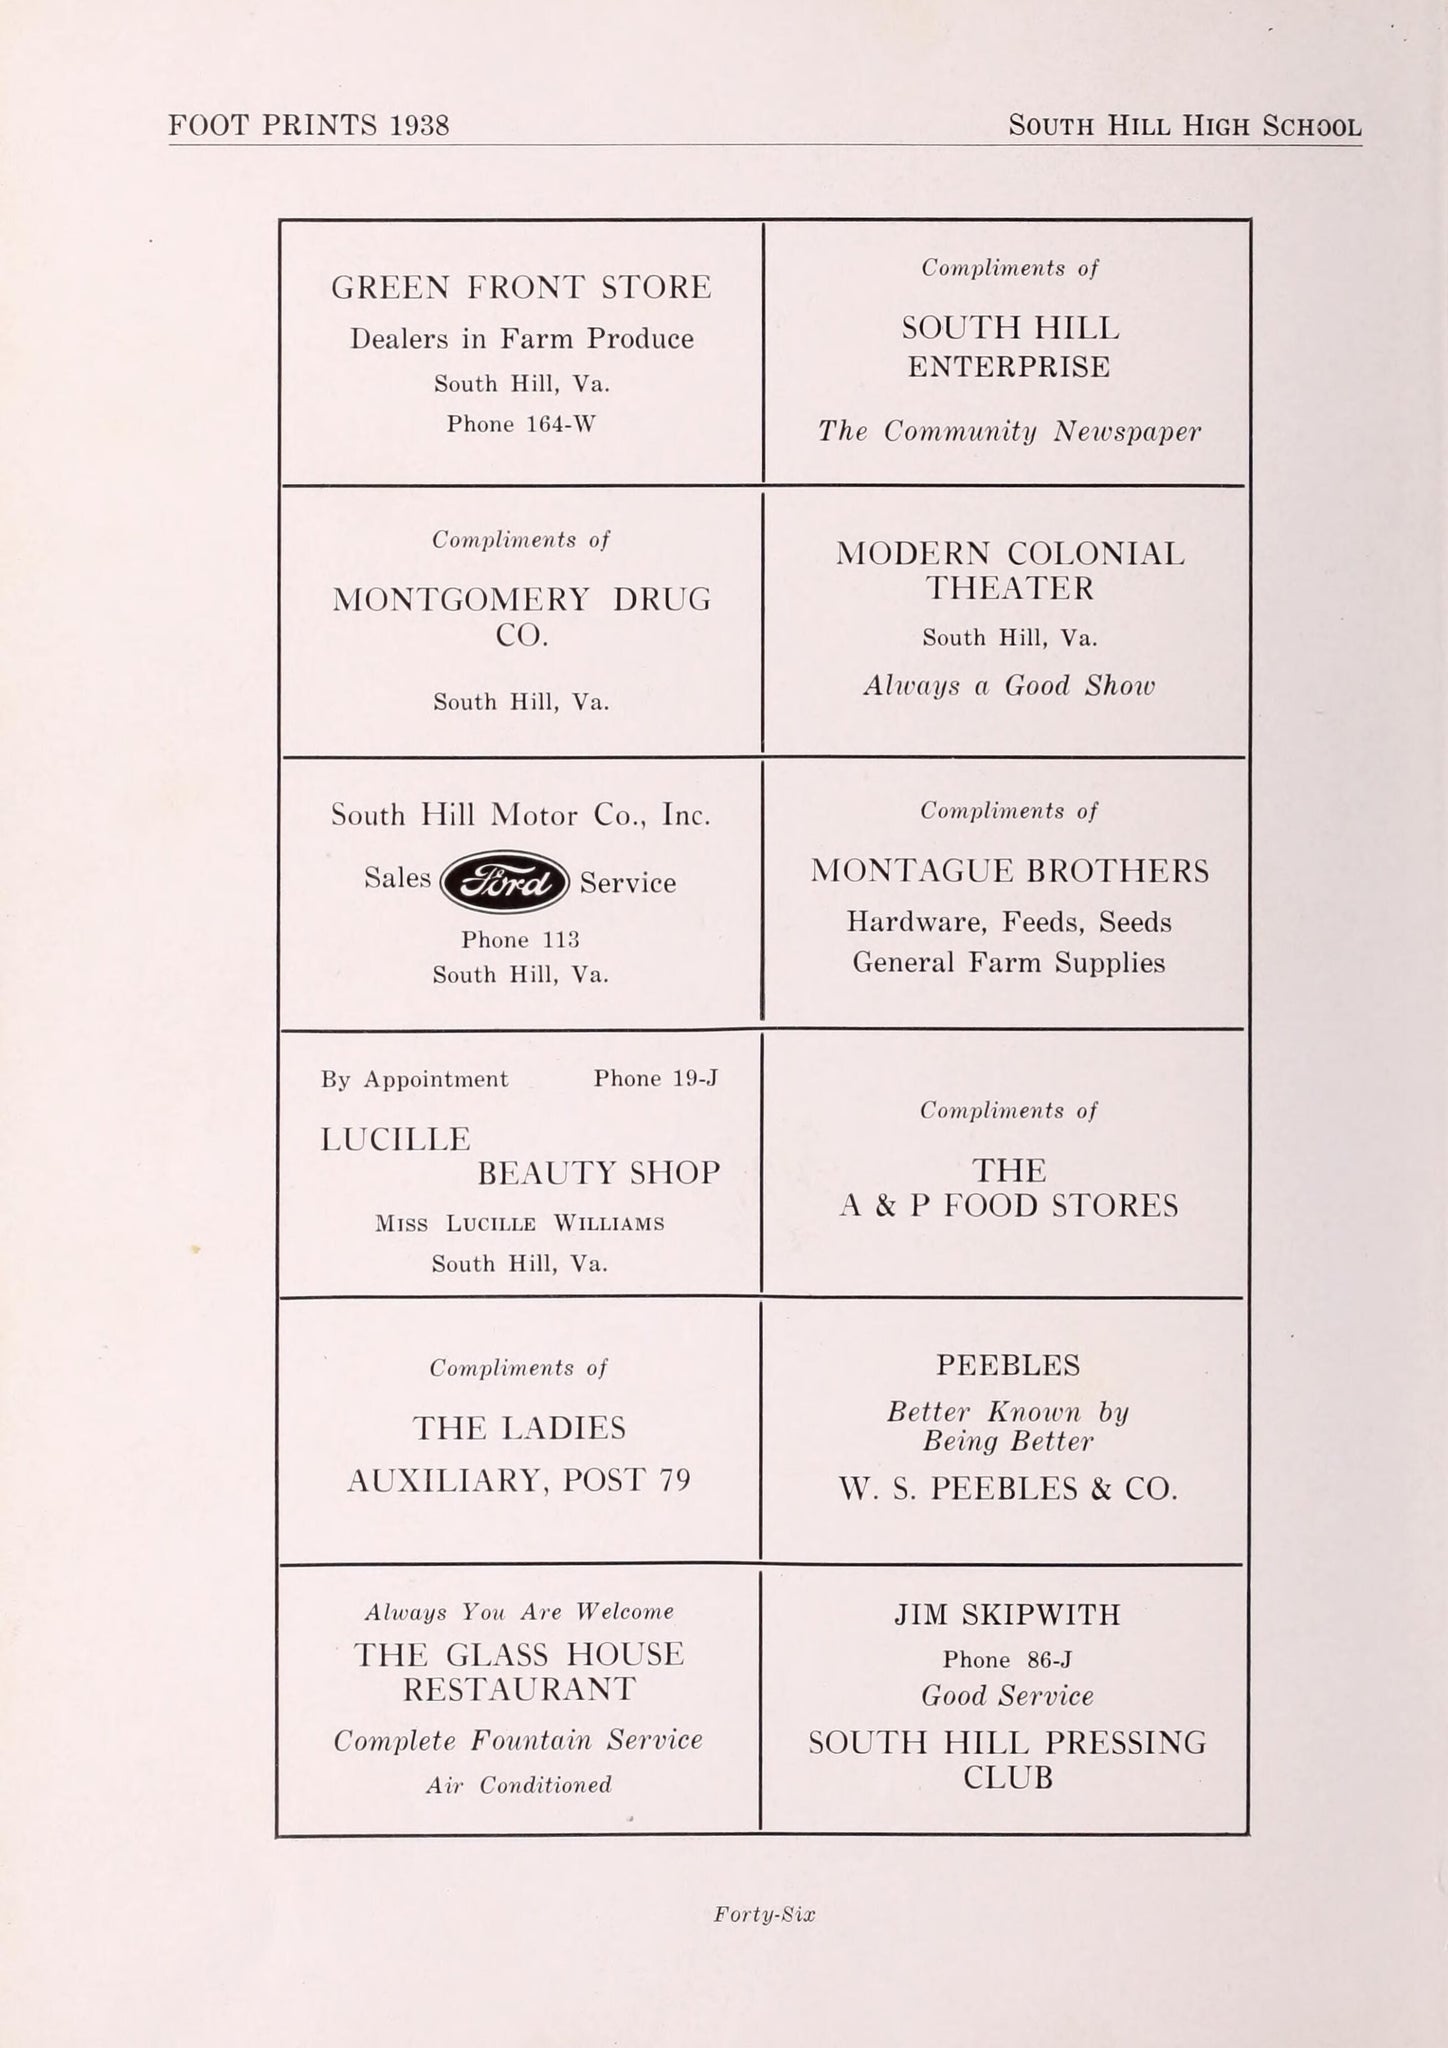 FOOT PRINTS 1938
SOUTH HILL HIGH SCHOOL
GREEN FRONT STORE
Dealers in Farm Produce
South Hill, Va.
Phone 164-W
Compliments of
SOUTH HILL
ENTERPRISE
The Community Newspaper
Compliments of
MONTGOMERY DRUG
CO.
South Hill, Va.
MODERN COLONIAL
THEATER
South Hill, Va.
Always a Good Show
South Hill Motor Co., Inc.
Sales Ford Service
Phone 113
South Hill, Va.
Compliments of
MONTAGUE BROTHERS
Hardware, Feeds, Seeds
General Farm Supplies
By Appointment Phone 19-J
LUCILLE
BEAUTY SHOP
MISS LUCILLE WILLIAMS
South Hill, Va.
Compliments of
THE
A & P FOOD STORES
Compliments of
THE LADIES
AUXILIARY, POST 79
PEEBLES
Better Known by
Being Better
W. S. PEEBLES & CO.
Always You Are Welcome
THE GLASS HOUSE
RESTAURANT
Complete Fountain Service
Air Conditioned
JIM SKIPWITH
Phone 86-J
Good Service
SOUTH HILL PRESSING
CLUB
Forty-Six